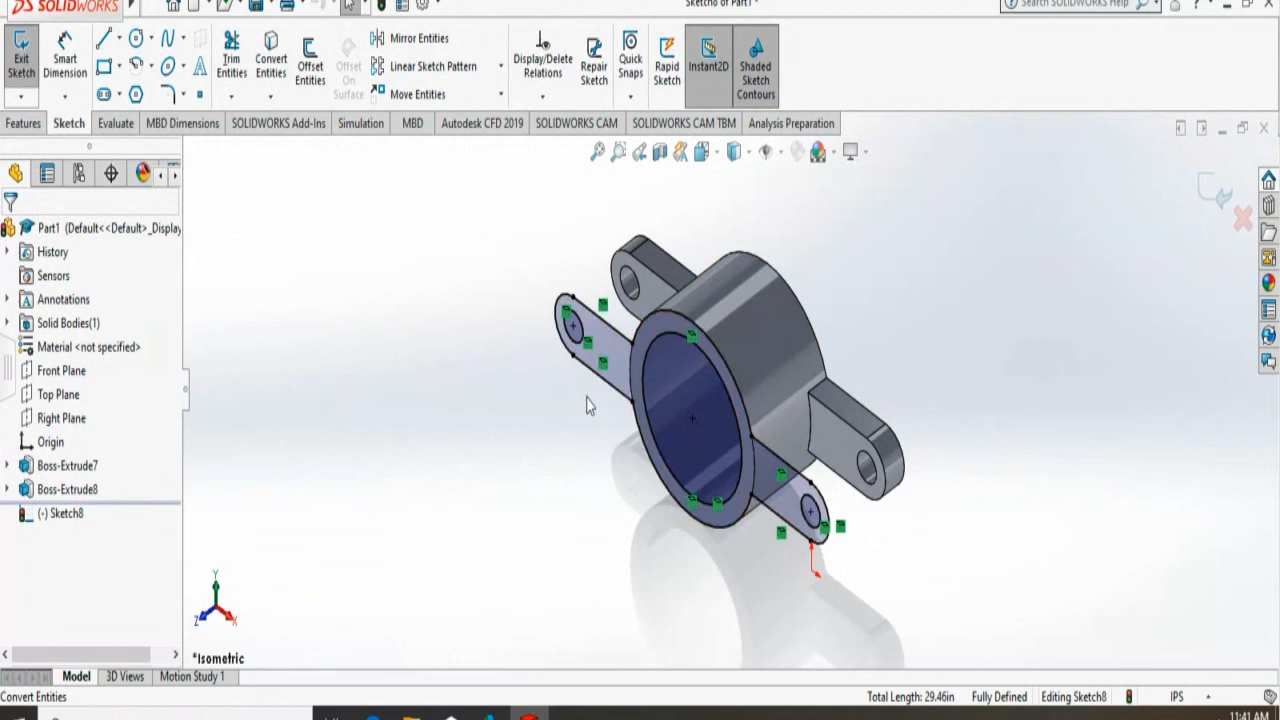 SOLIDWORKS
Sketch8 of Part1 *
Search SOLIDWORKS Help
Exit Sketch
Smart Dimension
Trim Entities
Convert Entities
Offset Entities
Offset On Surface
Mirror Entities
Linear Sketch Pattern
Move Entities
Display/Delete Relations
Repair Sketch
Quick Snaps
Rapid Sketch
Instant2D
Shaded Sketch Contours
Features Sketch Evaluate MBD Dimensions SOLIDWORKS Add-Ins Simulation MBD Autodesk CFD 2019 SOLIDWORKS CAM SOLIDWORKS CAM TBM Analysis Preparation
Part1 (Default<<Default>_Display
History
Sensors
Annotations
Solid Bodies(1)
Material <not specified>
Front Plane
Top Plane
Right Plane
Origin
Boss-Extrude7
Boss-Extrude8
(-) Sketch8
Y
Z
X
*Isometric
Model 3D Views Motion Study 1
Convert Entities Total Length: 29.46in Fully Defined Editing Sketch8 IPS
11:41 AM